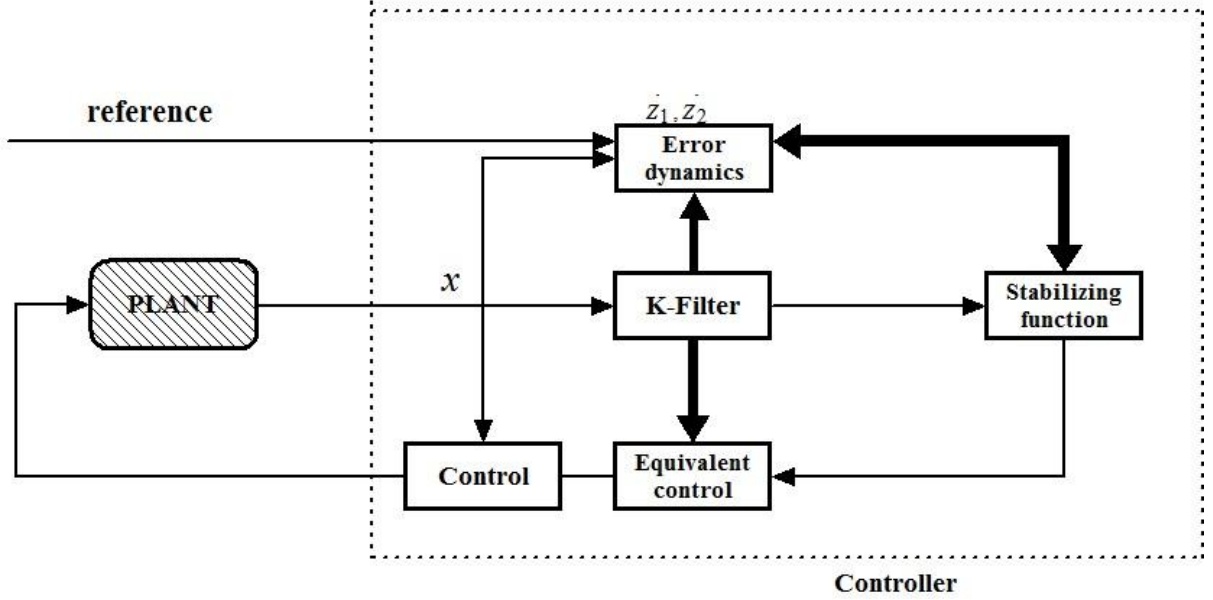 reference
z1, z2
Error
dynamics
PLANT
x
K-Filter
Stabilizing
function
Control
Equivalent
control
Controller